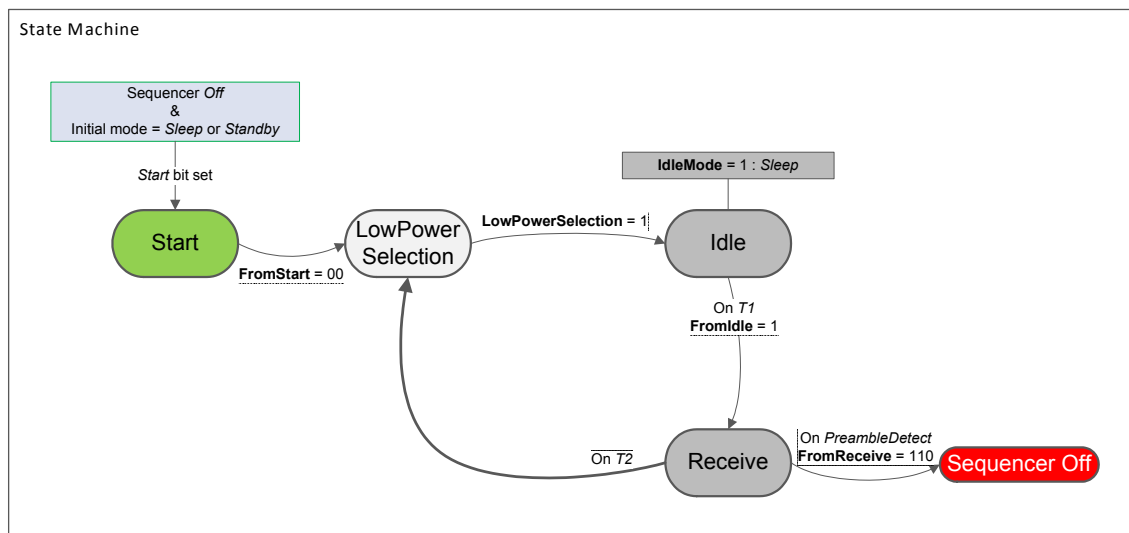 State Machine
Sequencer Off
&
Initial mode = Sleep or Standby
Start bit set
IdleMode = 1 : Sleep
Start
LowPower
Selection
LowPowerSelection = 1
Idle
FromStart = 00
On T1
FromIdle = 1
On T2
Receive
On PreambleDetect
FromReceive = 110
Sequencer Off